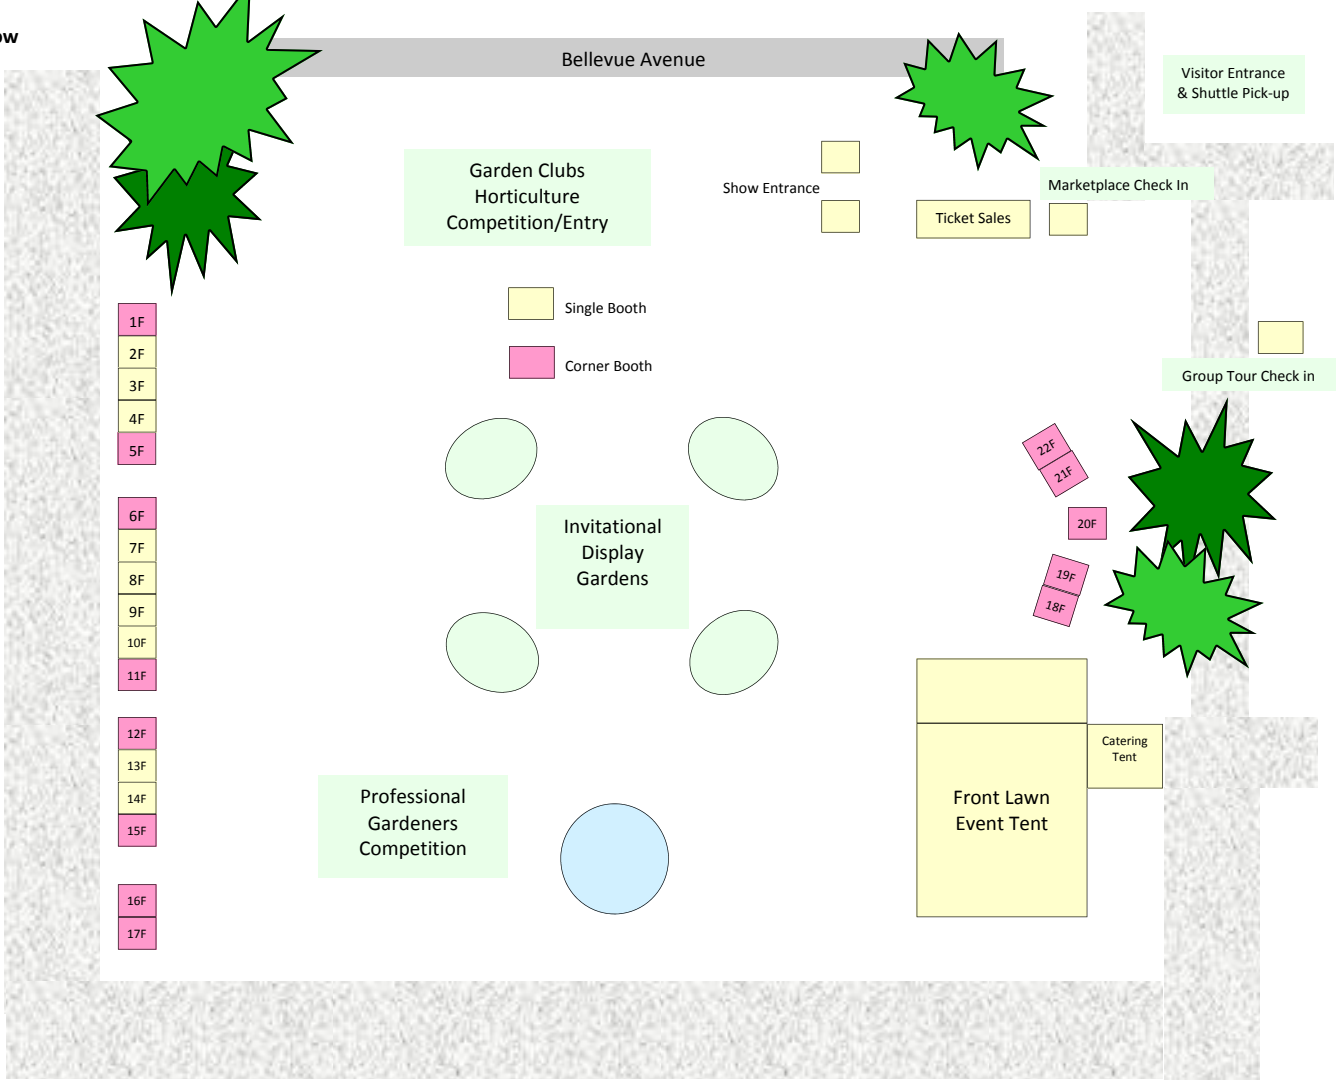 ow
Bellevue Avenue
Visitor Entrance
& Shuttle Pick-up
Garden Clubs
Horticulture
Competition/Entry
Show Entrance
Marketplace Check In
Ticket Sales
Single Booth
Corner Booth
Group Tour Check in
1F
2F
3F
4F
5F
6F
7F
8F
9F
10F
11F
12F
13F
14F
15F
16F
17F
22F
21F
20F
19F
18F
Invitational
Display
Gardens
Professional
Gardeners
Competition
Front Lawn
Event Tent
Catering
Tent